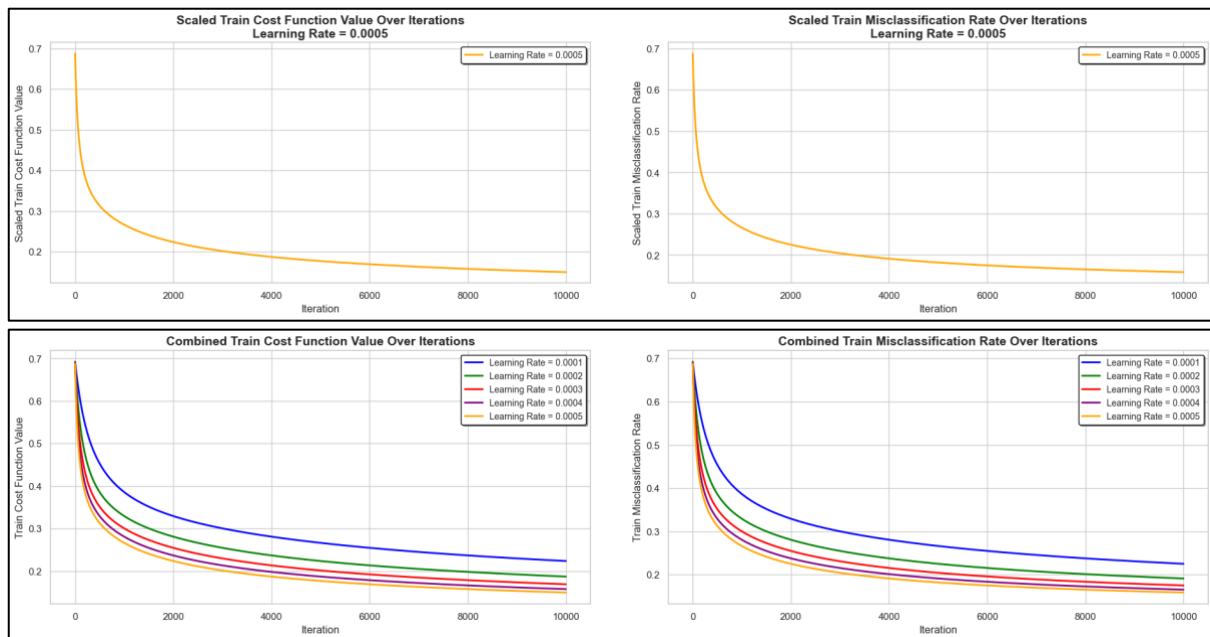 Scaled Train Cost Function Value Over Iterations
Learning Rate = 0.0005
Learning Rate = 0.0005
Scaled Train Cost Function Value
0.7
0.6
0.5
0.4
0.3
0.2
0 2000 4000 6000 8000 10000
Iteration
Scaled Train Misclassification Rate Over Iterations
Learning Rate = 0.0005
Learning Rate = 0.0005
Scaled Train Misclassification Rate
0.7
0.6
0.5
0.4
0.3
0.2
0 2000 4000 6000 8000 10000
Iteration
Combined Train Cost Function Value Over Iterations
Learning Rate = 0.0001
Learning Rate = 0.0002
Learning Rate = 0.0003
Learning Rate = 0.0004
Learning Rate = 0.0005
Train Cost Function Value
0.7
0.6
0.5
0.4
0.3
0.2
0 2000 4000 6000 8000 10000
Iteration
Combined Train Misclassification Rate Over Iterations
Learning Rate = 0.0001
Learning Rate = 0.0002
Learning Rate = 0.0003
Learning Rate = 0.0004
Learning Rate = 0.0005
Train Misclassification Rate
0.7
0.6
0.5
0.4
0.3
0.2
0 2000 4000 6000 8000 10000
Iteration